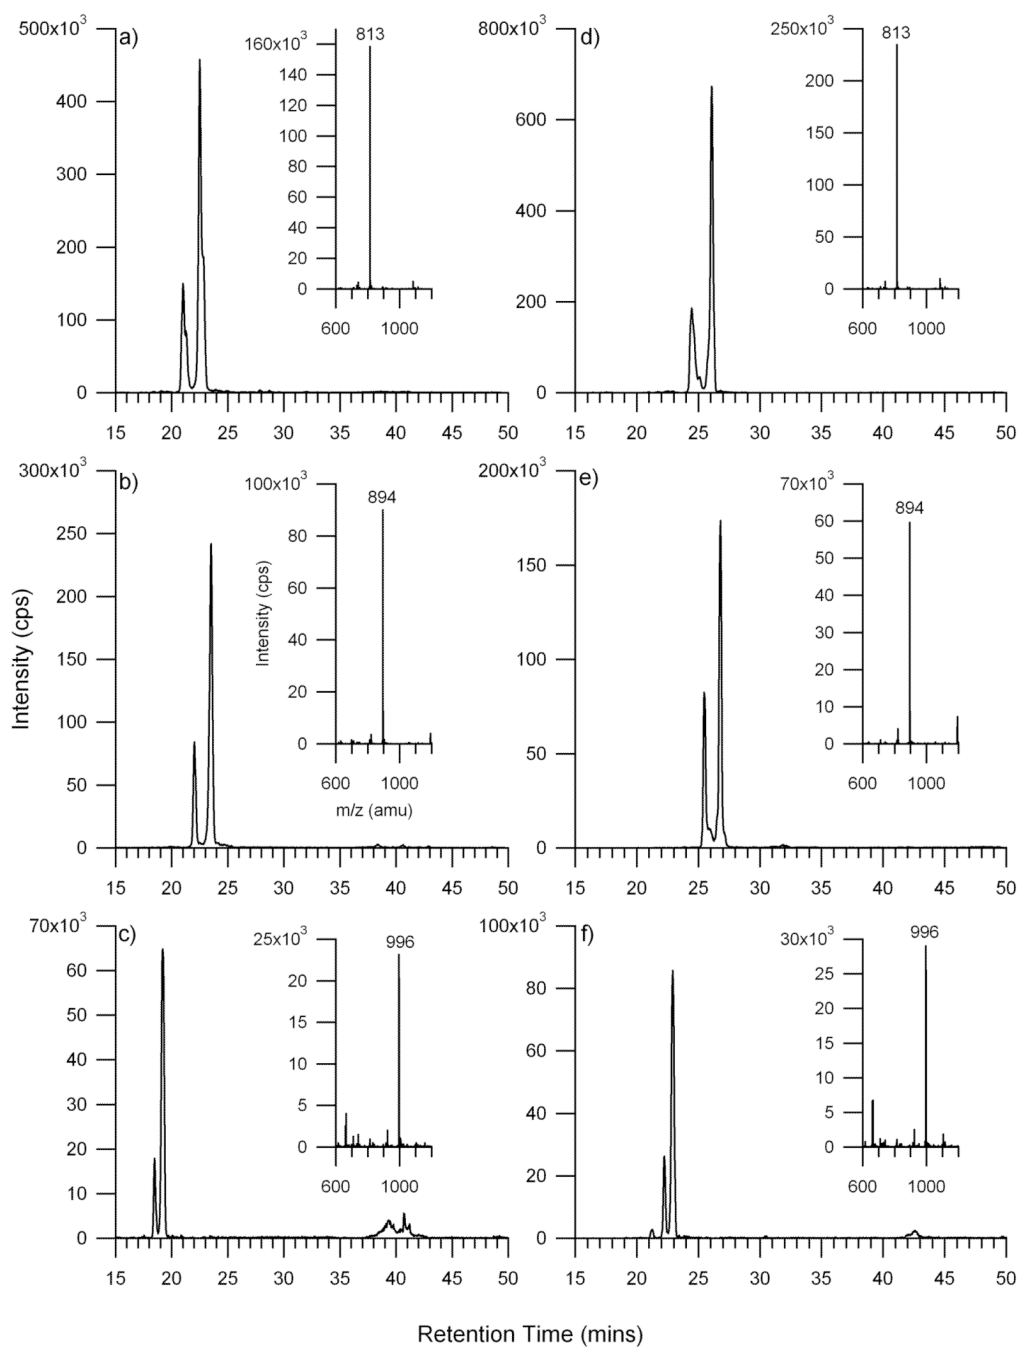 500x10³
a)
400
300
200
100
0
15 20 25 30 35 40 45 50
160x10³
813
140
120
100
80
60
40
20
0
600 1000
800x10³
d)
600
400
200
0
15 20 25 30 35 40 45 50
250x10³
813
200
150
100
50
0
600 1000
300x10³
b)
250
200
150
100
50
0
15 20 25 30 35 40 45 50
100x10³
894
80
60
40
20
0
600 1000
Intensity (cps)
m/z (amu)
200x10³
e)
150
100
50
0
15 20 25 30 35 40 45 50
70x10³
894
60
50
40
30
20
10
0
600 1000
Intensity (cps)
70x10³
c)
60
50
40
30
20
10
0
15 20 25 30 35 40 45 50
25x10³
996
20
15
10
5
0
600 1000
100x10³
f)
80
60
40
20
0
15 20 25 30 35 40 45 50
30x10³
996
25
20
15
10
5
0
600 1000
Retention Time (mins)